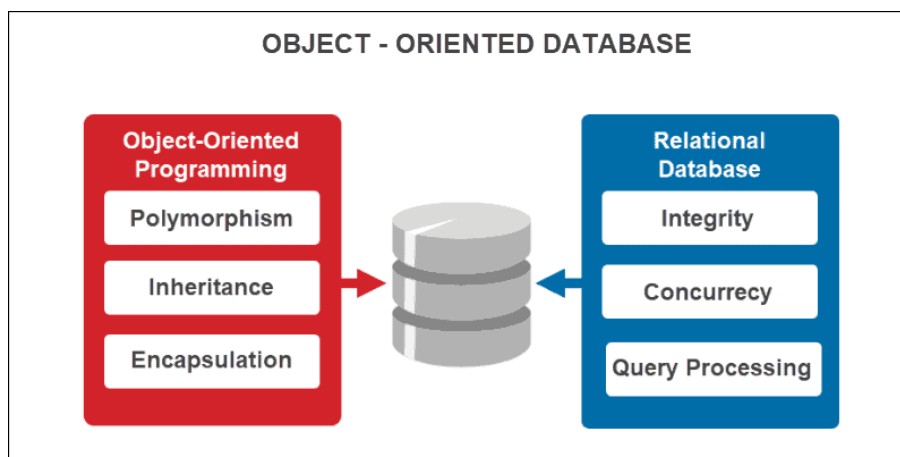 OBJECT - ORIENTED DATABASE
Object-Oriented
Programming
Polymorphism
Inheritance
Encapsulation
Relational
Database
Integrity
Concurrecy
Query Processing